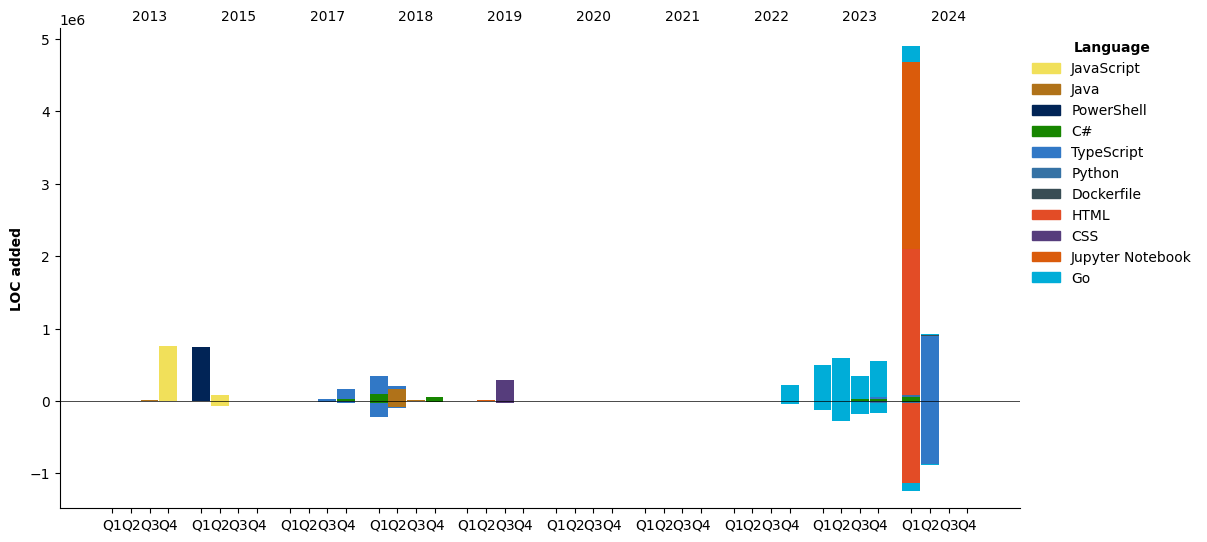 2013 2015 2017 2018 2019 2020 2021 2022 2023 2024
1e6
5
4
3
2
1
0
−1
LOC added
Q1Q2Q3Q4 Q1Q2Q3Q4 Q1Q2Q3Q4 Q1Q2Q3Q4 Q1Q2Q3Q4 Q1Q2Q3Q4 Q1Q2Q3Q4 Q1Q2Q3Q4 Q1Q2Q3Q4 Q1Q2Q3Q4
Language
JavaScript
Java
PowerShell
C#
TypeScript
Python
Dockerfile
HTML
CSS
Jupyter Notebook
Go